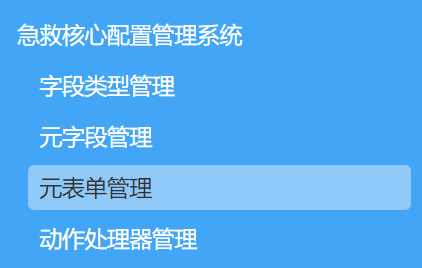 急救核心配置管理系统
字段类型管理
元字段管理
元表单管理
动作处理器管理